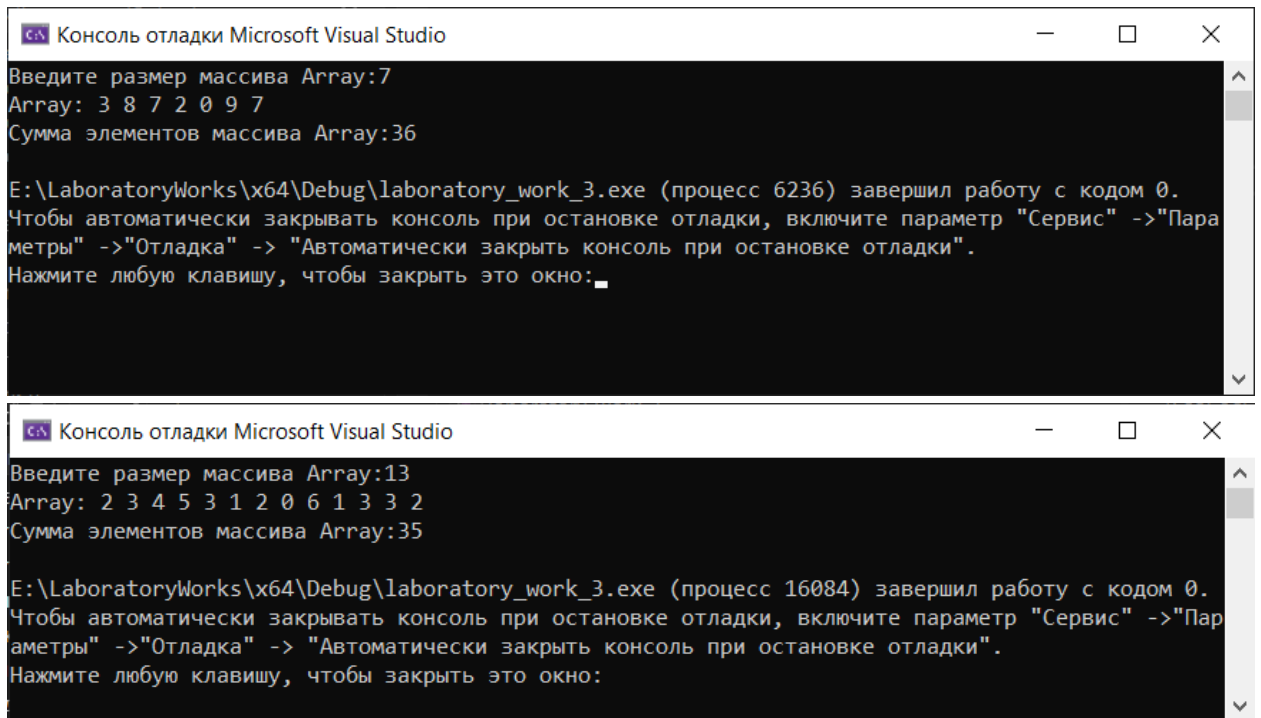 Консоль отладки Microsoft Visual Studio
Введите размер массива Array:7
Array: 3 8 7 2 0 9 7
Сумма элементов массива Array:36
E:\LaboratoryWorks\x64\Debug\laboratory_work_3.exe (процесс 6236) завершил работу с кодом 0.
Чтобы автоматически закрывать консоль при остановке отладки, включите параметр "Сервис" ->"Пара
метры" ->"Отладка" -> "Автоматически закрыть консоль при остановке отладки".
Нажмите любую клавишу, чтобы закрыть это окно:
Консоль отладки Microsoft Visual Studio
Введите размер массива Array:13
Array: 2 3 4 5 3 1 2 0 6 1 3 3 2
Сумма элементов массива Array:35
E:\LaboratoryWorks\x64\Debug\laboratory_work_3.exe (процесс 16084) завершил работу с кодом 0.
Чтобы автоматически закрывать консоль при остановке отладки, включите параметр "Сервис" ->"Пар
аметры" ->"Отладка" -> "Автоматически закрыть консоль при остановке отладки".
Нажмите любую клавишу, чтобы закрыть это окно: